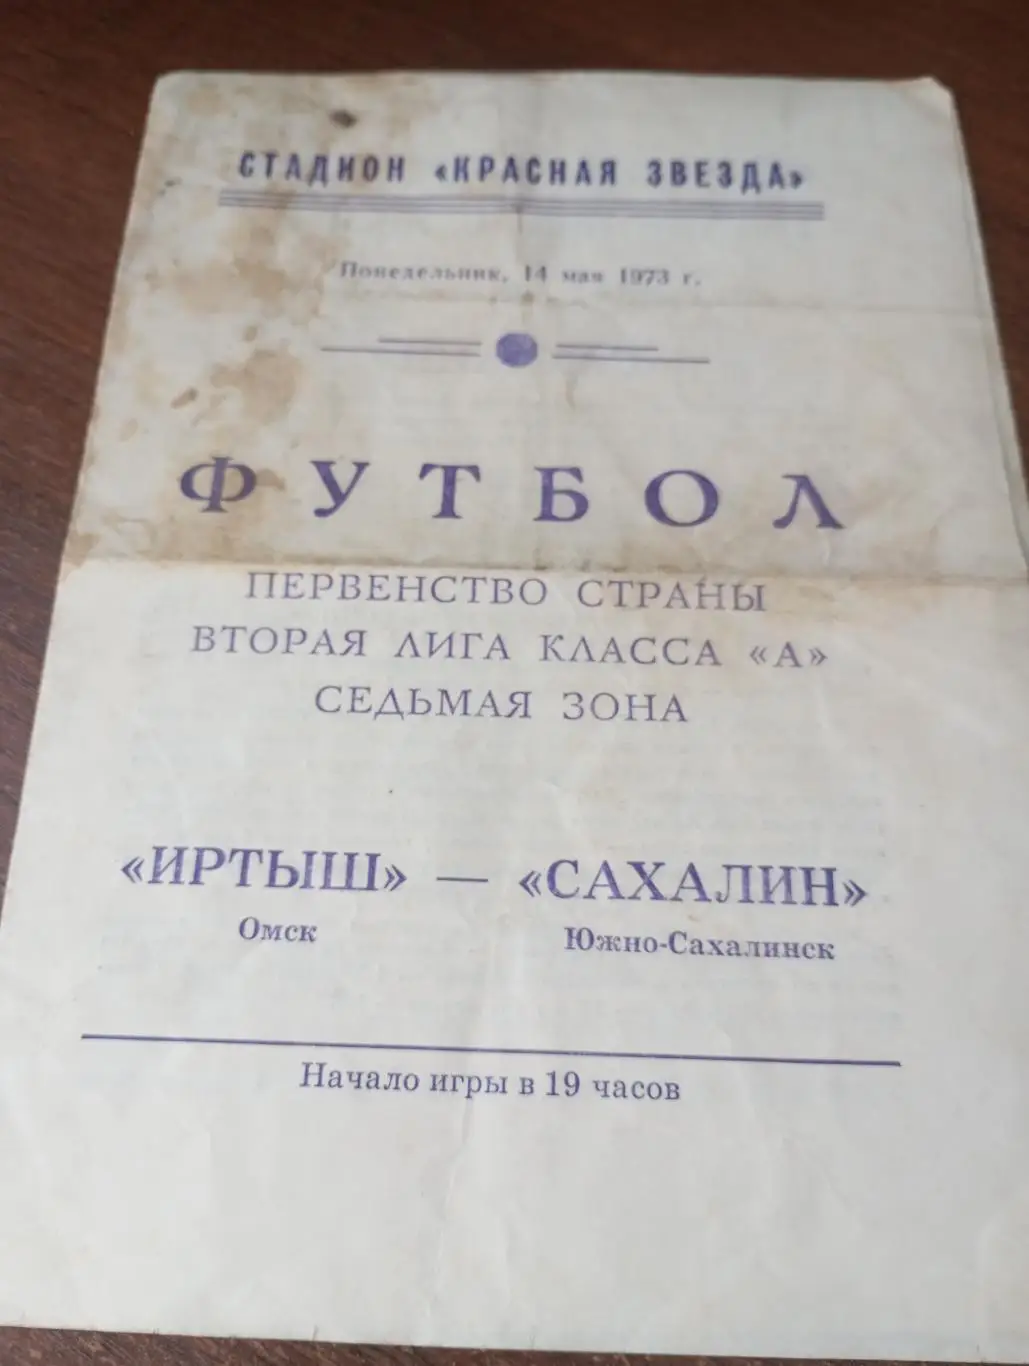 СТАДИОН «КРАСНАЯ ЗВЕЗДА»
Понедельник, 14 мая 1973 г.
ФУТБОЛ
ПЕРВЕНСТВО СТРАНЫ
ВТОРАЯ ЛИГА КЛАССА «А»
СЕДЬМАЯ ЗОНА
«ИРТЫШ» — «САХАЛИН»
Омск Южно-Сахалинск
Начало игры в 19 часов